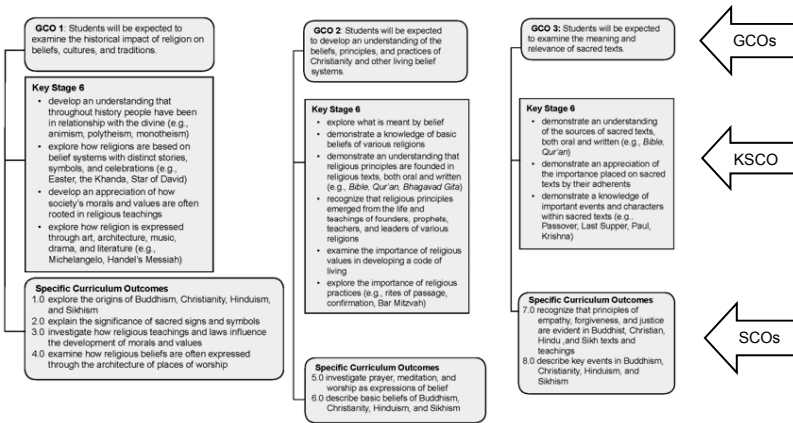 GCO 1: Students will be expected to
examine the historical impact of religion on
beliefs, cultures, and traditions.
Key Stage 6
• develop an understanding that
throughout history people have been
in relationship with the divine (e.g.,
animism, polytheism, monotheism)
• explore how religions are based on
belief systems with distinct stories,
symbols, and celebrations (e.g.,
Easter, the Khanda, Star of David)
• develop an appreciation of how
society's morals and values are often
rooted in religious teachings
• explore how religion is expressed
through art, architecture, music,
drama, and literature (e.g.,
Michelangelo, Handel's Messiah)
Specific Curriculum Outcomes
1.0 explore the origins of Buddhism, Christianity, Hinduism,
and Sikhism
2.0 explain the significance of sacred signs and symbols
3.0 investigate how religious teachings and laws influence
the development of morals and values
4.0 examine how religious beliefs are often expressed
through the architecture of places of worship
GCO 2: Students will be expected
to develop an understanding of the
beliefs, principles, and practices of
Christianity and other living belief
systems.
Key Stage 6
• explore what is meant by belief
• demonstrate a knowledge of basic
beliefs of various religions
• demonstrate an understanding that
religious principles are founded in
religious texts, both oral and written
(e.g., Bible, Qur'an, Bhagavad Gita)
• recognize that religious principles
emerged from the life and
teachings of founders, prophets,
teachers, and leaders of various
religions
• examine the importance of religious
values in developing a code of
living
• explore the importance of religious
practices (e.g., rites of passage,
confirmation, Bar Mitzvah)
Specific Curriculum Outcomes
5.0 investigate prayer, meditation, and
worship as expressions of belief
6.0 describe basic beliefs of Buddhism,
Christianity, Hinduism, and Sikhism
GCO 3: Students will be expected
to examine the meaning and
relevance of sacred texts.
Key Stage 6
• demonstrate an understanding
of the sources of sacred texts,
both oral and written (e.g., Bible,
Qur'an)
• demonstrate an appreciation of
the importance placed on sacred
texts by their adherents
• demonstrate a knowledge of
important events and characters
within sacred texts (e.g.,
Passover, Last Supper, Paul,
Krishna)
Specific Curriculum Outcomes
7.0 recognize that principles of
empathy, forgiveness, and justice
are evident in Buddhist, Christian,
Hindu ,and Sikh texts and
teachings
8.0 describe key events in Buddhism,
Christianity, Hinduism, and
Sikhism
GCOs
KSCO
SCOs